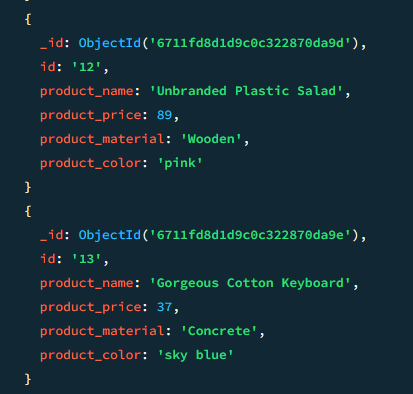 }
{
_id: ObjectId('6711fd8d1d9c0c322870da9d'),
id: '12',
product_name: 'Unbranded Plastic Salad',
product_price: 89,
product_material: 'Wooden',
product_color: 'pink'
}
{
_id: ObjectId('6711fd8d1d9c0c322870da9e'),
id: '13',
product_name: 'Gorgeous Cotton Keyboard',
product_price: 37,
product_material: 'Concrete',
product_color: 'sky blue'
}